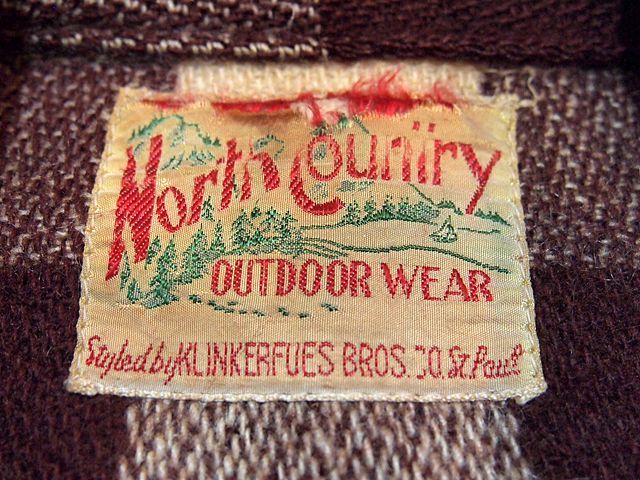 North Country
OUTDOOR WEAR
Styled by KLINKERFUES BROS. CO. St. Paul